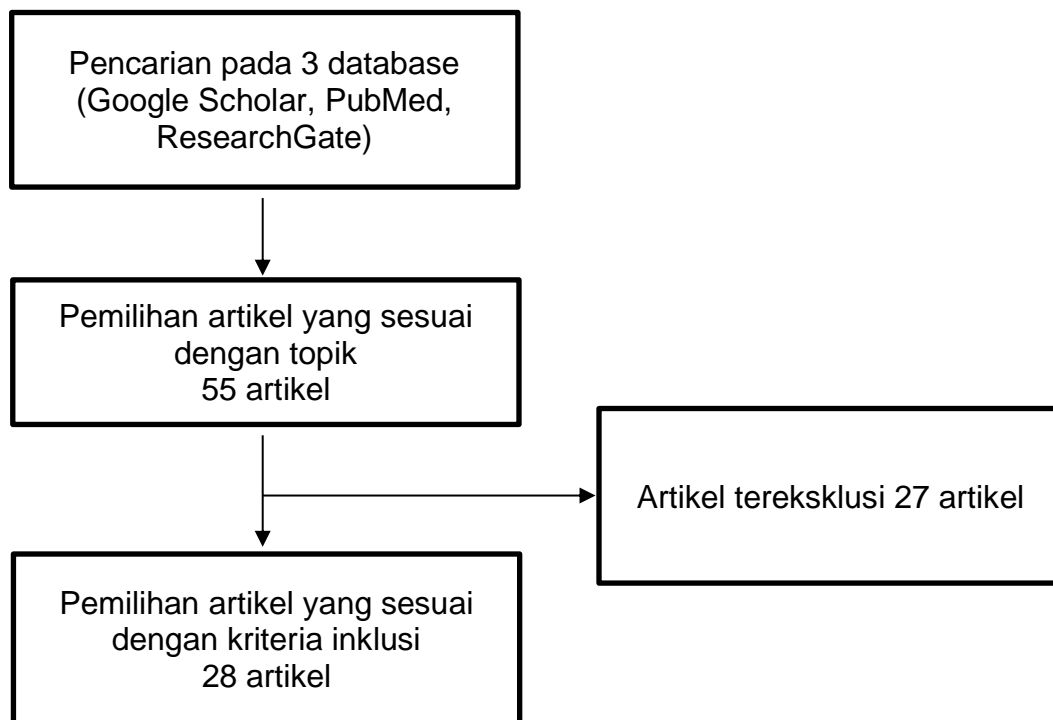 Pencarian pada 3 database
(Google Scholar, PubMed,
ResearchGate)
Pemilihan artikel yang sesuai
dengan topik
55 artikel
Artikel tereksklusi 27 artikel
Pemilihan artikel yang sesuai
dengan kriteria inklusi
28 artikel